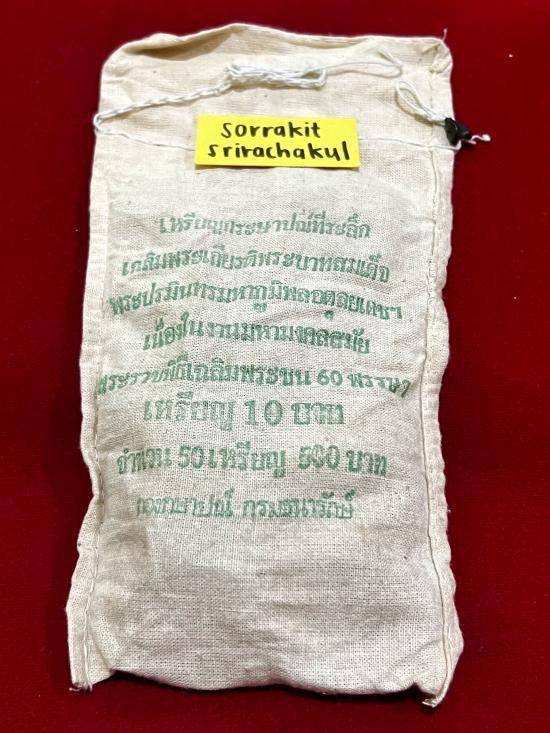 sorrakit
srirachakul
เหรียญกระษาปณ์ที่ระลึก
เฉลิมพระเกียรติพระบาทสมเด็จ
พระปรมินทรมหาภูมิพลอดุลยเดชฯ
เนื่องในงานมหามงคลสมัย
พระราชพิธีเฉลิมพระชน 60 พรรษา
เหรียญ 10 บาท
จำนวน 50 เหรียญ 500 บาท
กองกษาปณ์ กรมธนารักษ์